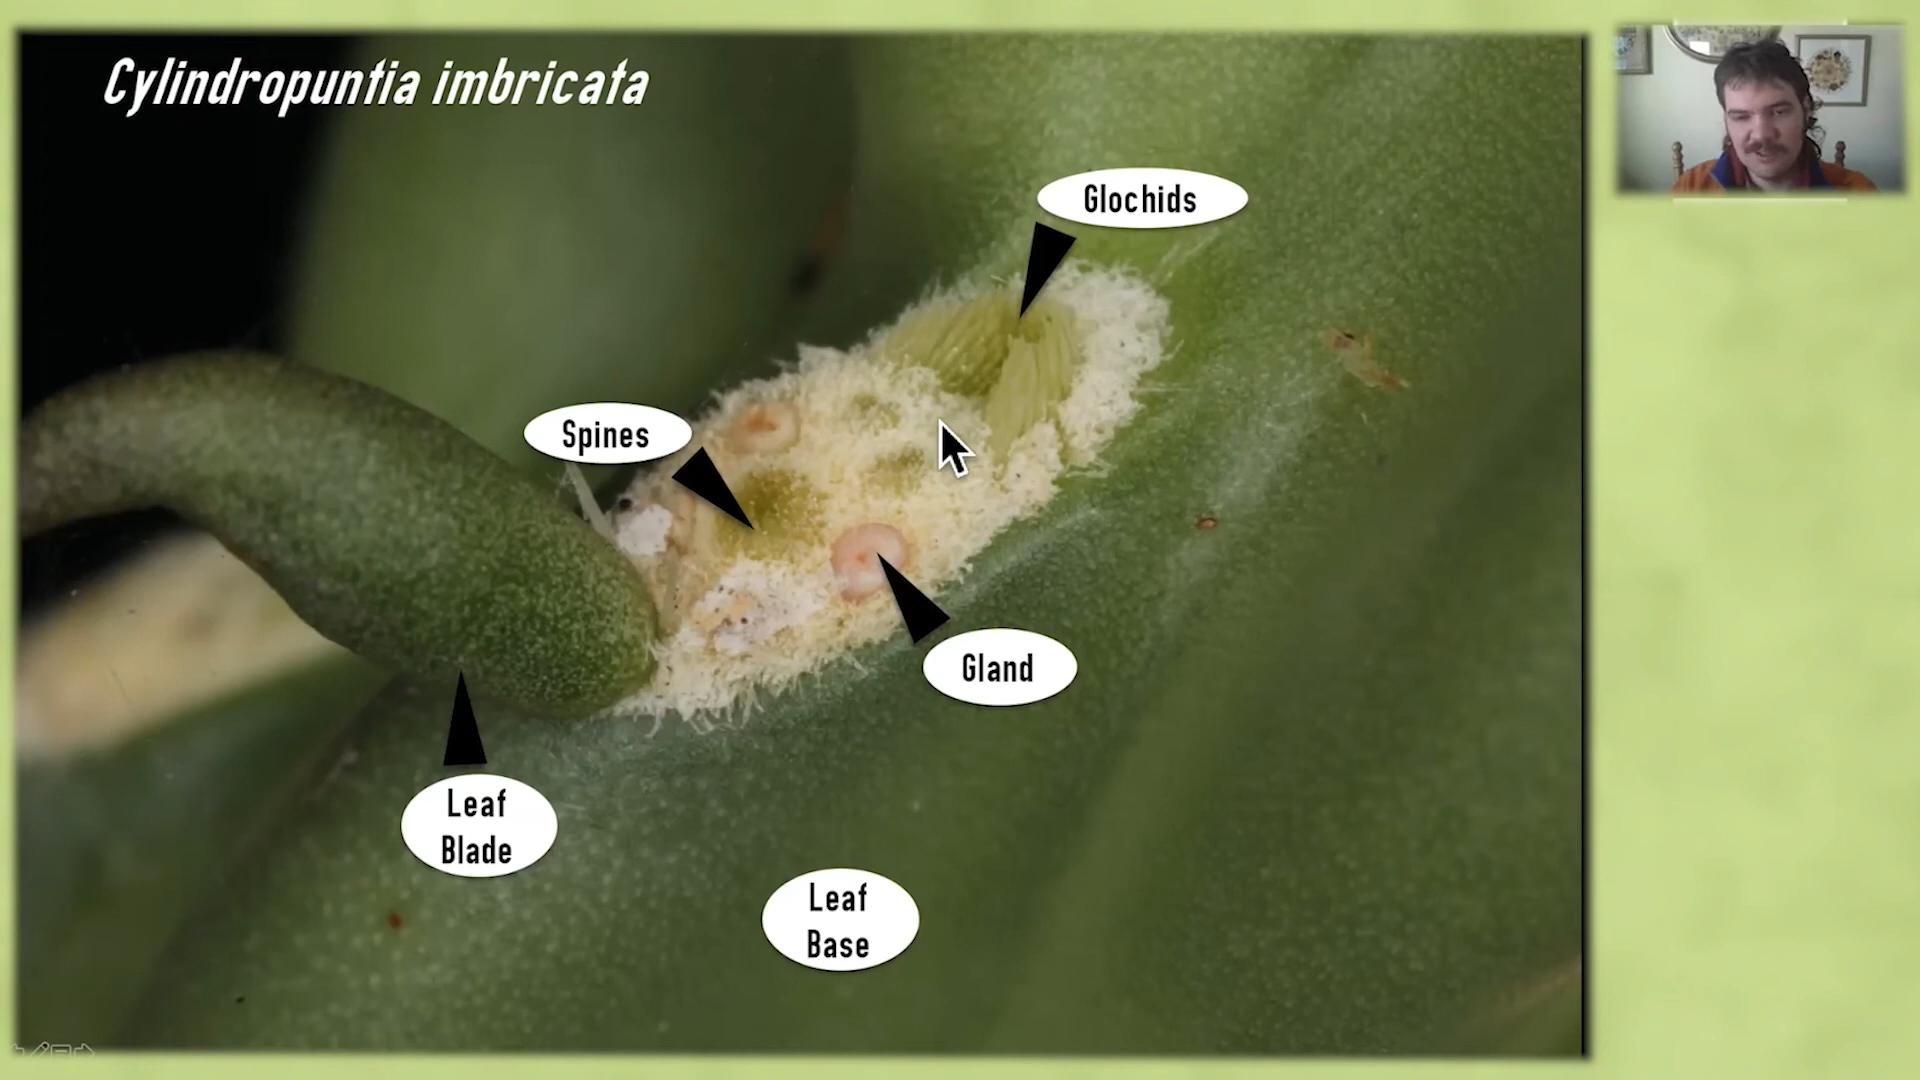 Cylindropuntia imbricata
Glochids
Spines
Gland
Leaf
Blade
Leaf
Base